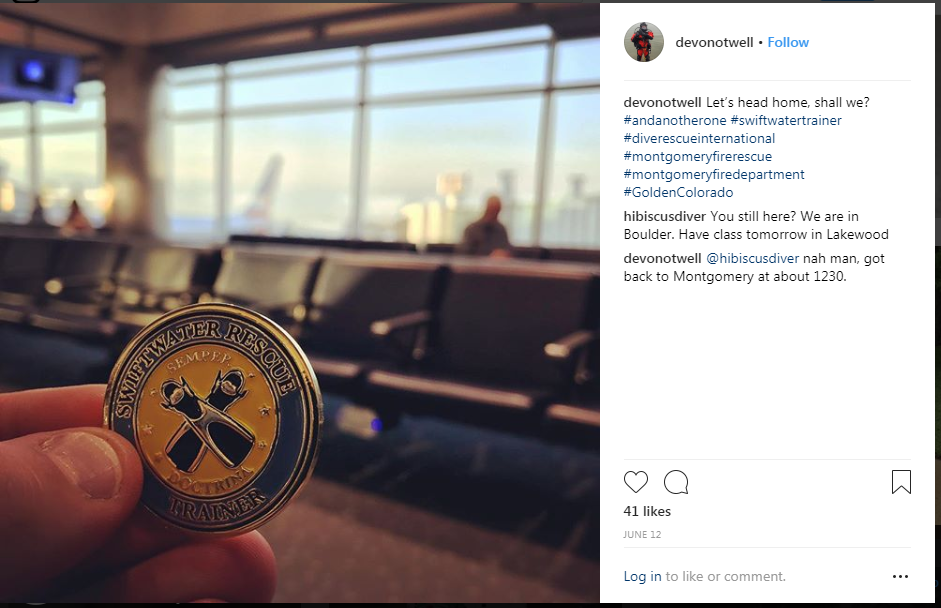 devonotwell • Follow
devonotwell Let's head home, shall we?
#andanotherone #swiftwatertrainer
#diverescueinternational
#montgomeryfirerescue
#montgomeryfiredepartment
#GoldenColorado
hibiscusdiver You still here? We are in
Boulder. Have class tomorrow in Lakewood
devonotwell @hibiscusdiver nah man, got
back to Montgomery at about 1230.
41 likes
JUNE 12
Log in to like or comment.
SWIFTWATER RESCUE
SEMPER
DOCTRINA
TRAINER